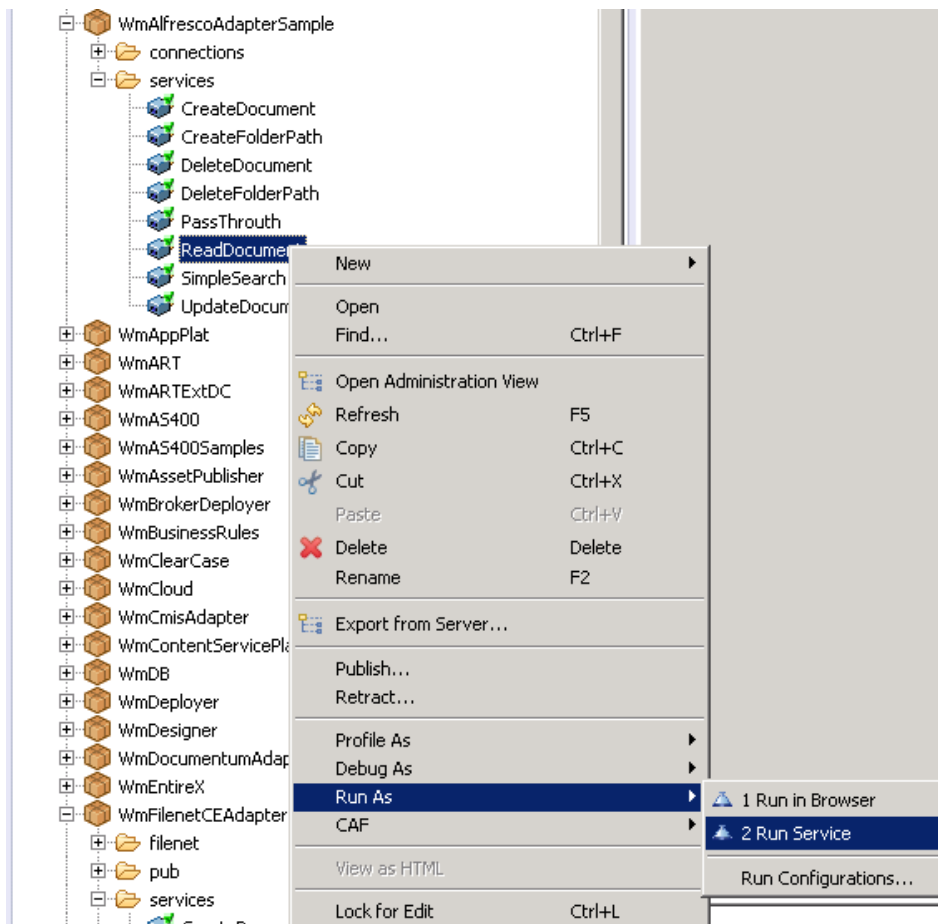 WmAlfrescoAdapterSample
connections
services
CreateDocument
CreateFolderPath
DeleteDocument
DeleteFolderPath
PassThrouth
ReadDocument
SimpleSearch
UpdateDocum
WmAppPlat
WmART
WmARTExtDC
WmAS400
WmAS400Samples
WmAssetPublisher
WmBrokerDeployer
WmBusinessRules
WmClearCase
WmCloud
WmCmisAdapter
WmContentServicePla
WmDB
WmDeployer
WmDesigner
WmDocumentumAdap
WmEntireX
WmFilenetCEAdapter
filenet
pub
services
New
Open
Find... Ctrl+F
Open Administration View
Refresh F5
Copy Ctrl+C
Cut Ctrl+X
Paste Ctrl+V
Delete Delete
Rename F2
Export from Server...
Publish...
Retract...
Profile As
Debug As
Run As
CAF
View as HTML
Lock for Edit Ctrl+L
1 Run in Browser
2 Run Service
Run Configurations...